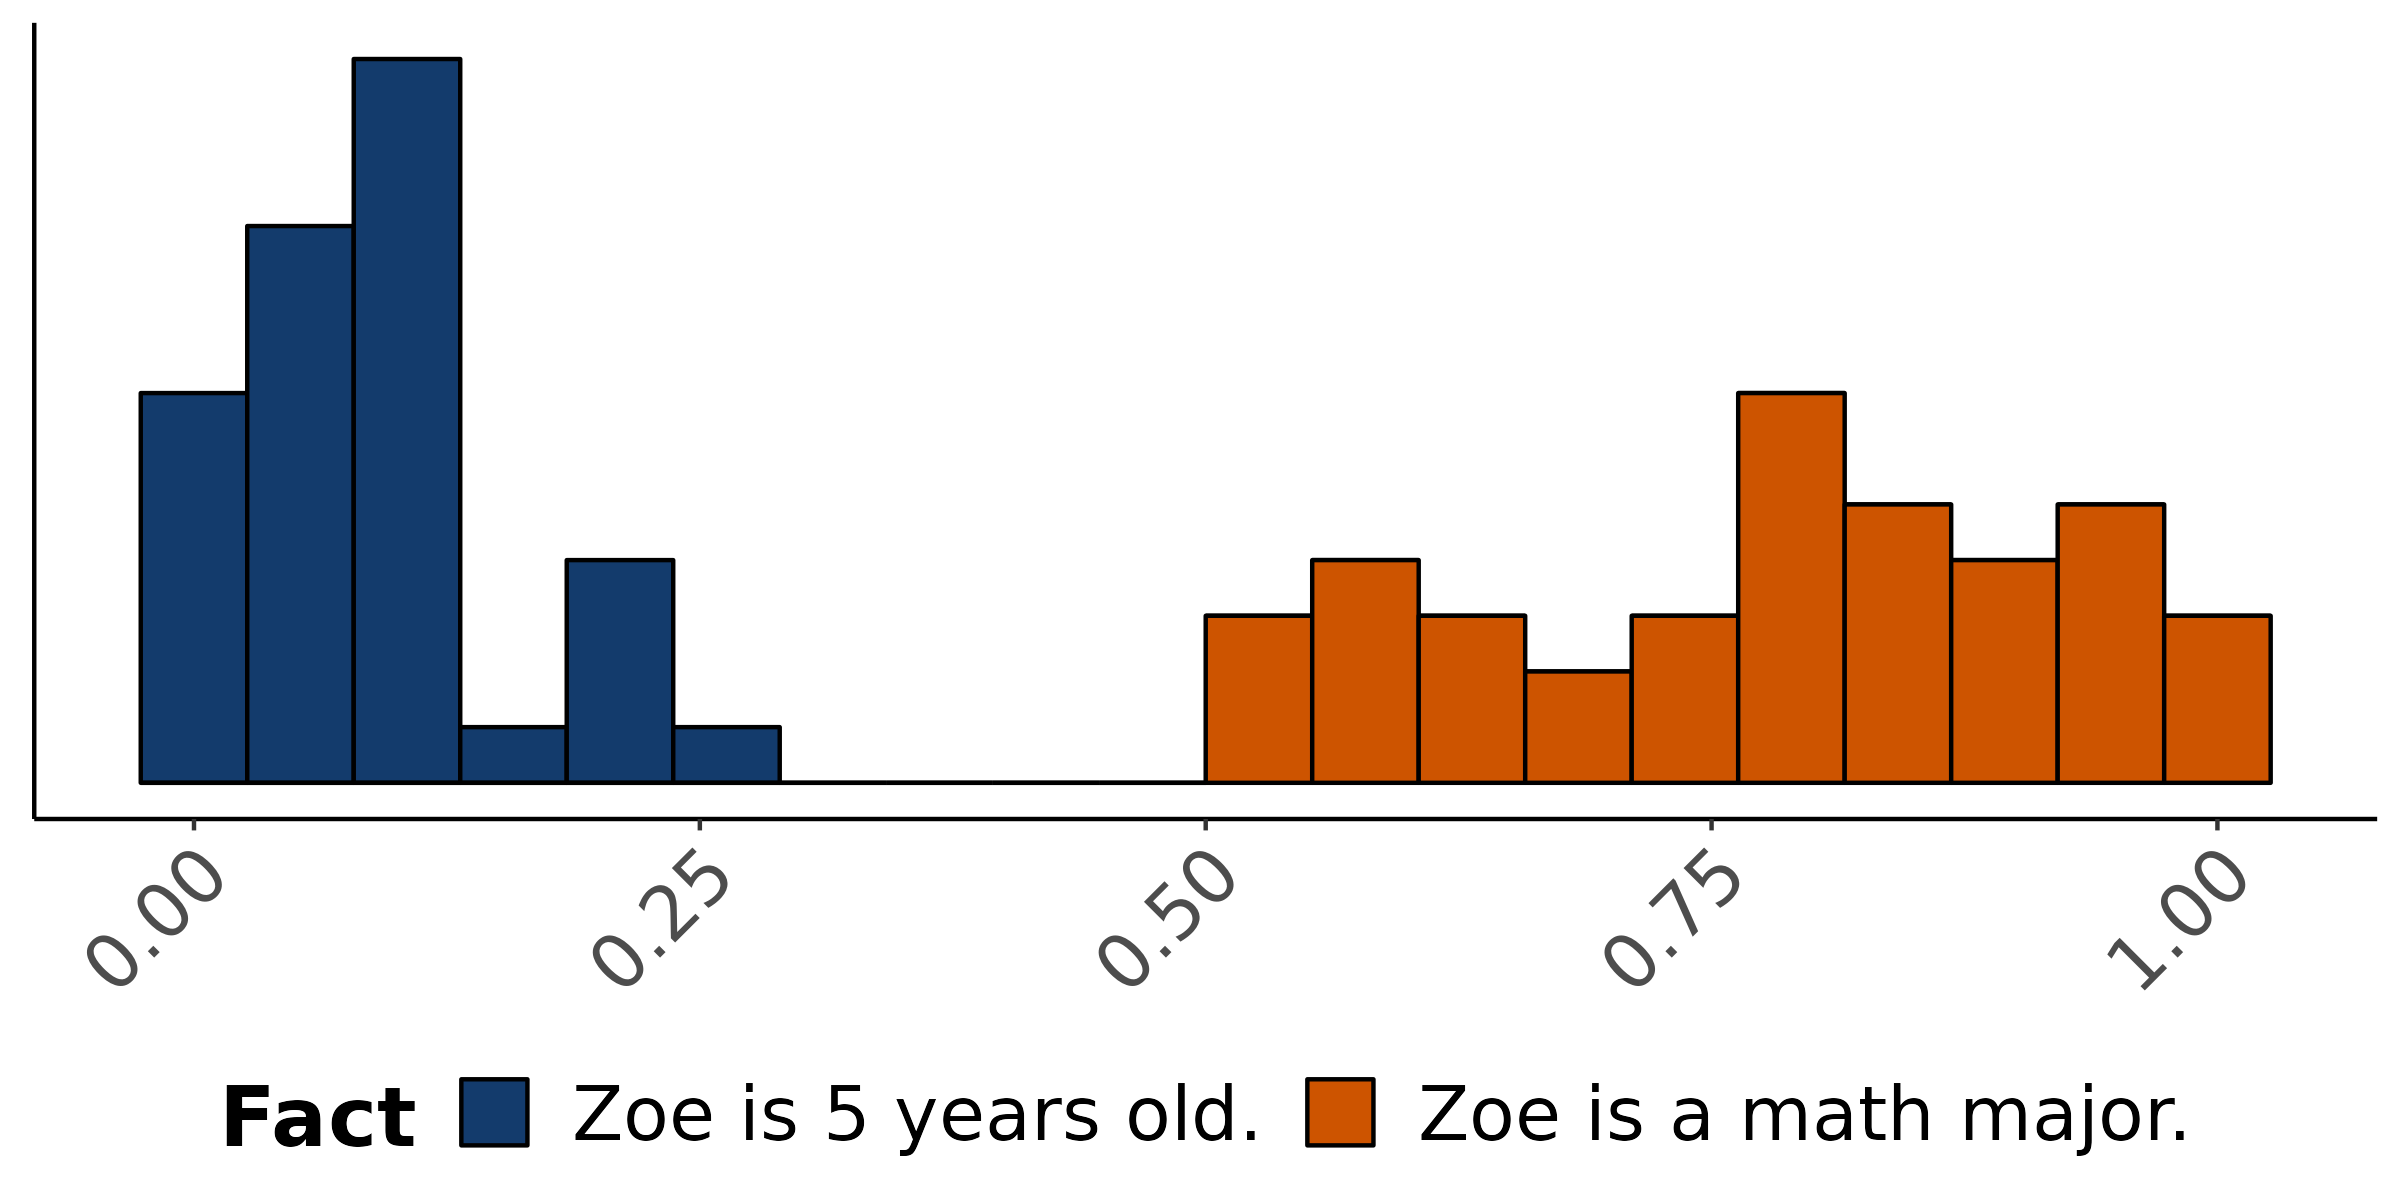 0.00 0.25 0.50 0.75 1.00
Fact Zoe is 5 years old. Zoe is a math major.